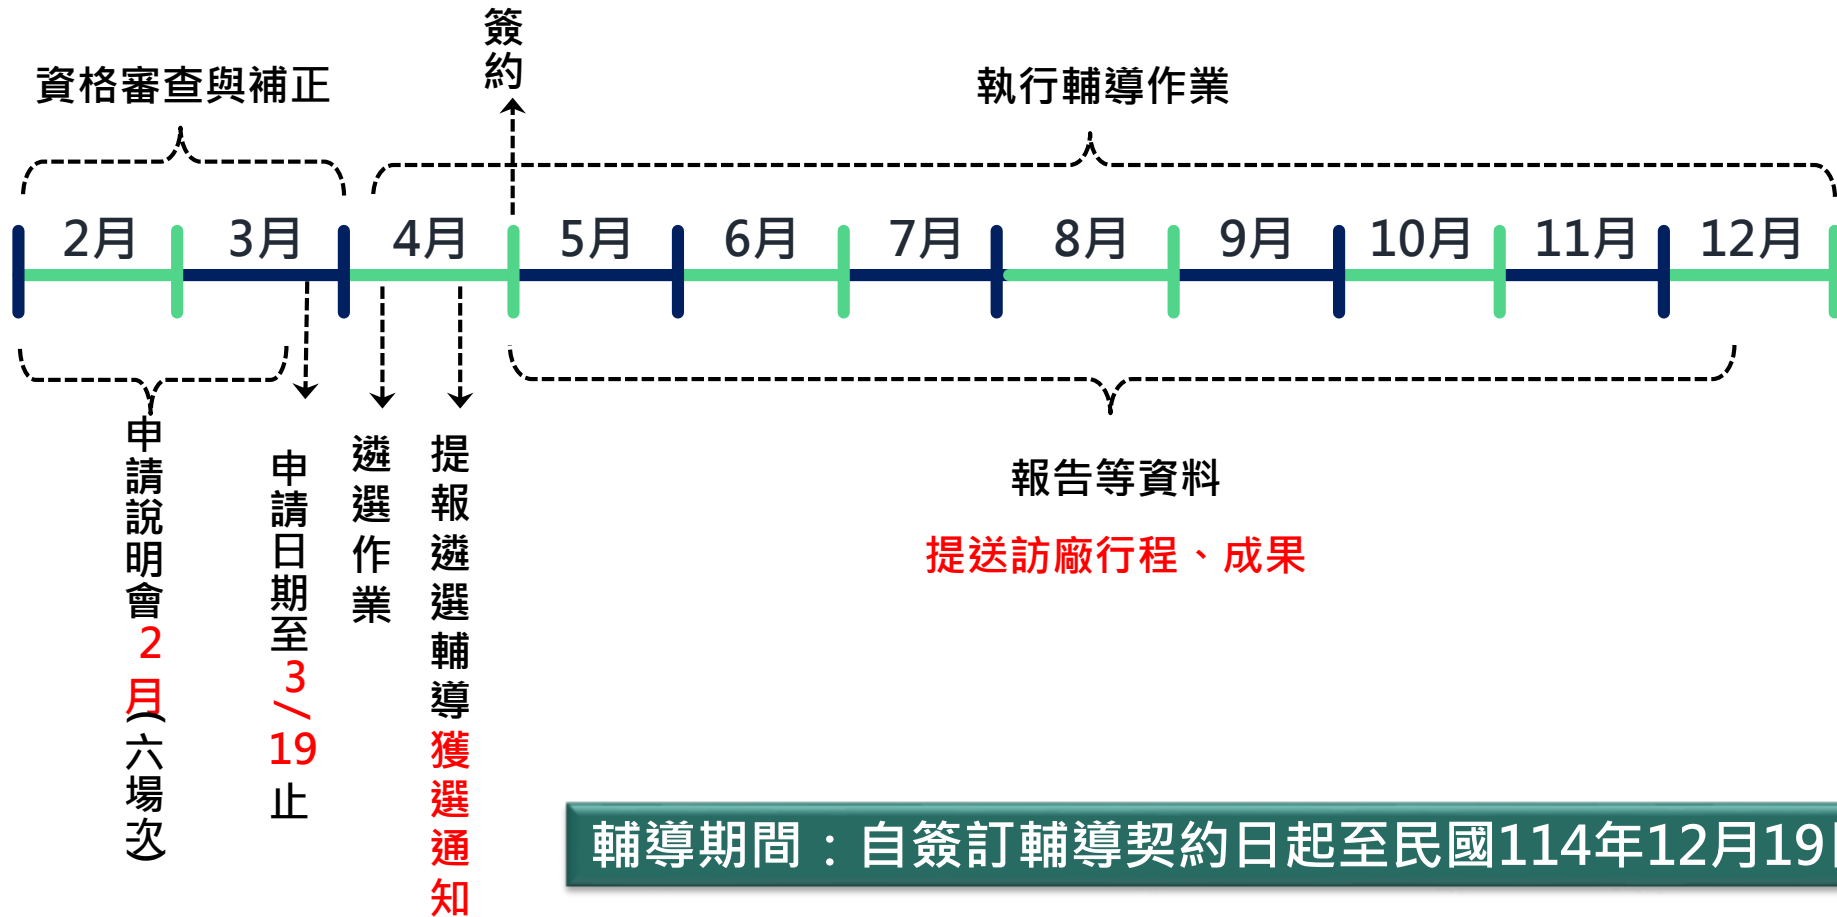 簽約
資格審查與補正
執行輔導作業
2月
3月
4月
5月
6月
7月
8月
9月
10月
11月
12月
申請說明會2月(六場次)
申請日期至3/19止
遴選作業
提報遴選輔導獲選通知
報告等資料
提送訪廠行程、成果
輔導期間：自簽訂輔導契約日起至民國114年12月19